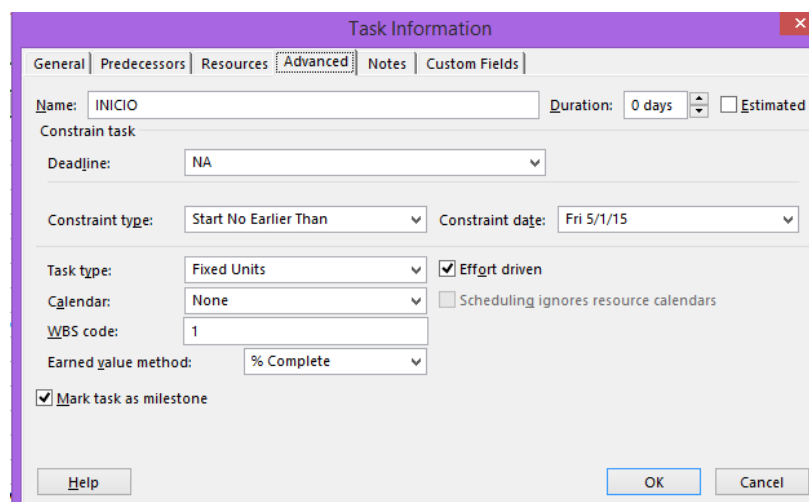 Task Information
General Predecessors Resources Advanced Notes Custom Fields
Name: INICIO Duration: 0 days Estimated
Constrain task
Deadline: NA
Constraint type: Start No Earlier Than Constraint date: Fri 5/1/15
Task type: Fixed Units Effort driven
Calendar: None Scheduling ignores resource calendars
WBS code: 1
Earned value method: % Complete
Mark task as milestone
Help OK Cancel